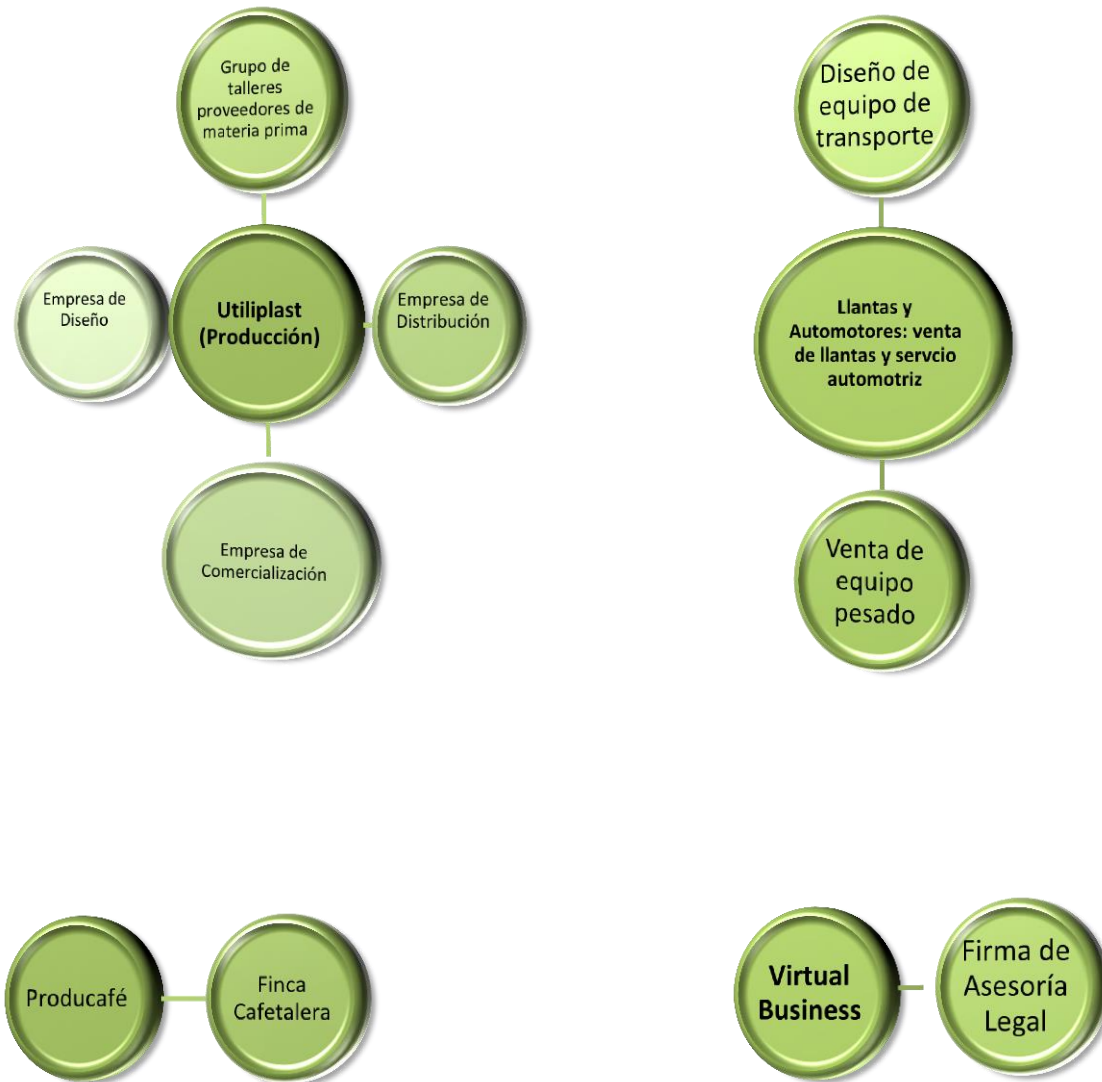 Grupo de
talleres
proveedores de
materia prima
Empresa de
Diseño
Utiliplast
(Producción)
Empresa de
Distribución
Empresa de
Comercialización
Diseño de
equipo de
transporte
Llantas y
Automotores: venta
de llantas y servcio
automotriz
Venta de
equipo
pesado
Producafé
Finca
Cafetalera
Virtual
Business
Firma de
Asesoría
Legal